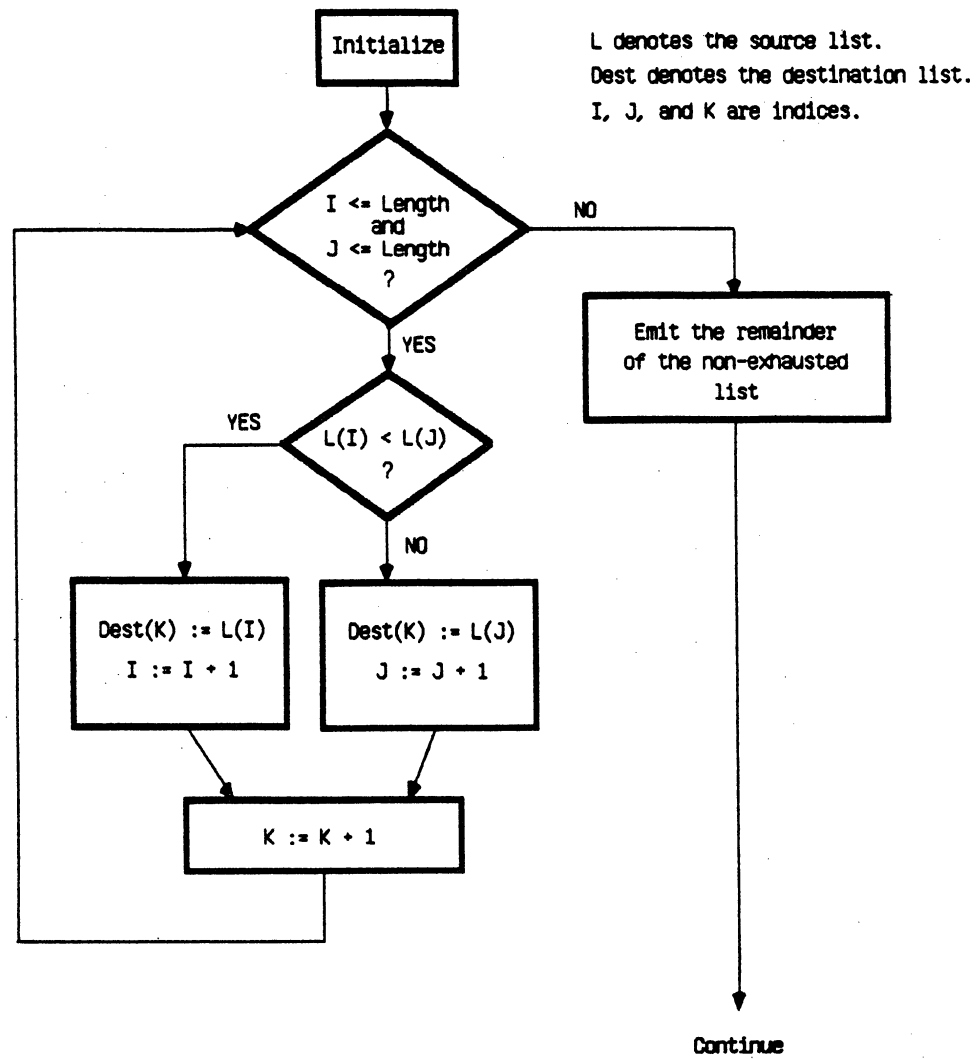 Initialize
L denotes the source list.
Dest denotes the destination list.
I, J, and K are indices.
I <= Length
and
J <= Length
?
NO
YES
Emit the remainder
of the non-exhausted
list
YES
L(I) < L(J)
?
NO
Dest(K) := L(I)
I := I + 1
Dest(K) := L(J)
J := J + 1
K := K + 1
Continue